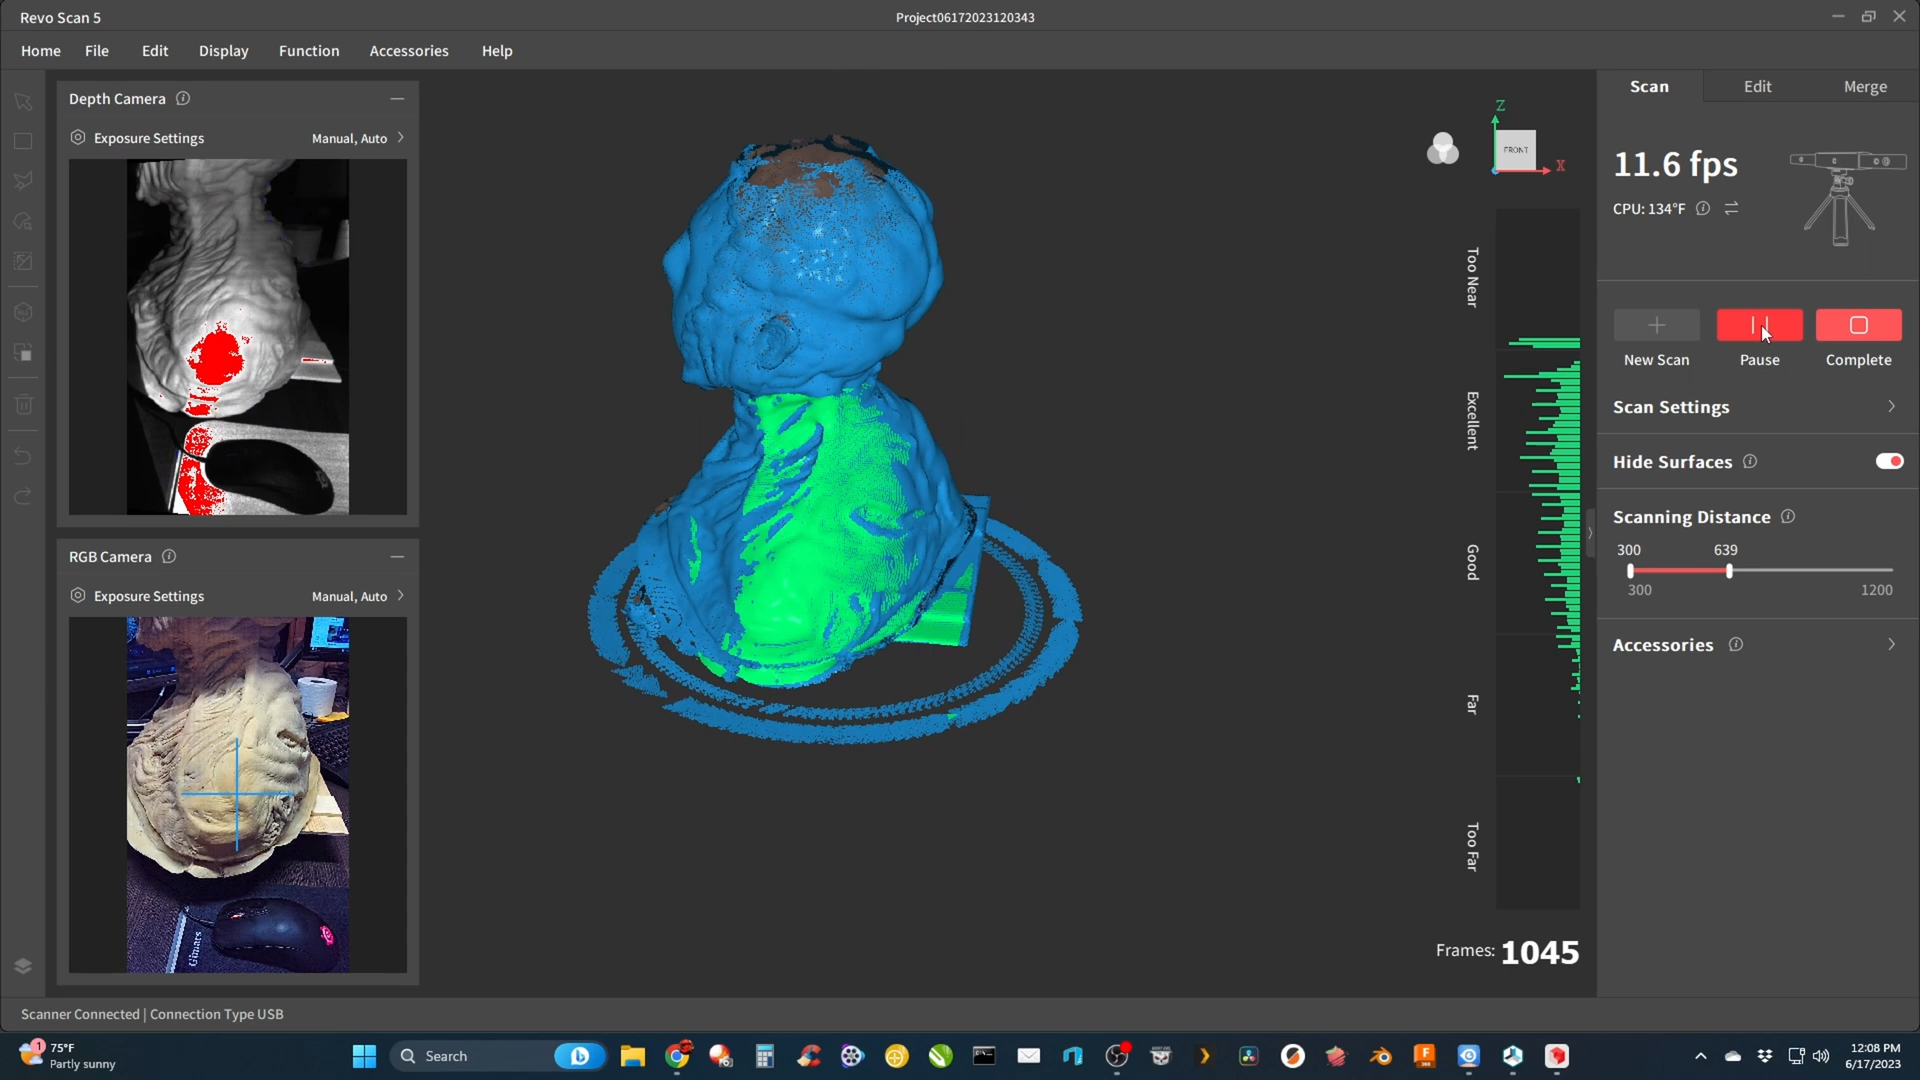 Revo Scan 5
Project06172023120343
Home File Edit Display Function Accessories Help
Depth Camera
Exposure Settings Manual, Auto
RGB Camera
Exposure Settings Manual, Auto
Gimars
Z
FRONT
X
Too Near
Excellent
Good
Far
Too Far
Frames: 1045
Scan Edit Merge
11.6 fps
CPU: 134°F
New Scan Pause Complete
Scan Settings
Hide Surfaces
Scanning Distance
300 639
300 1200
Accessories
Scanner Connected | Connection Type USB
1
75°F
Partly sunny
Search
12:08 PM
6/17/2023